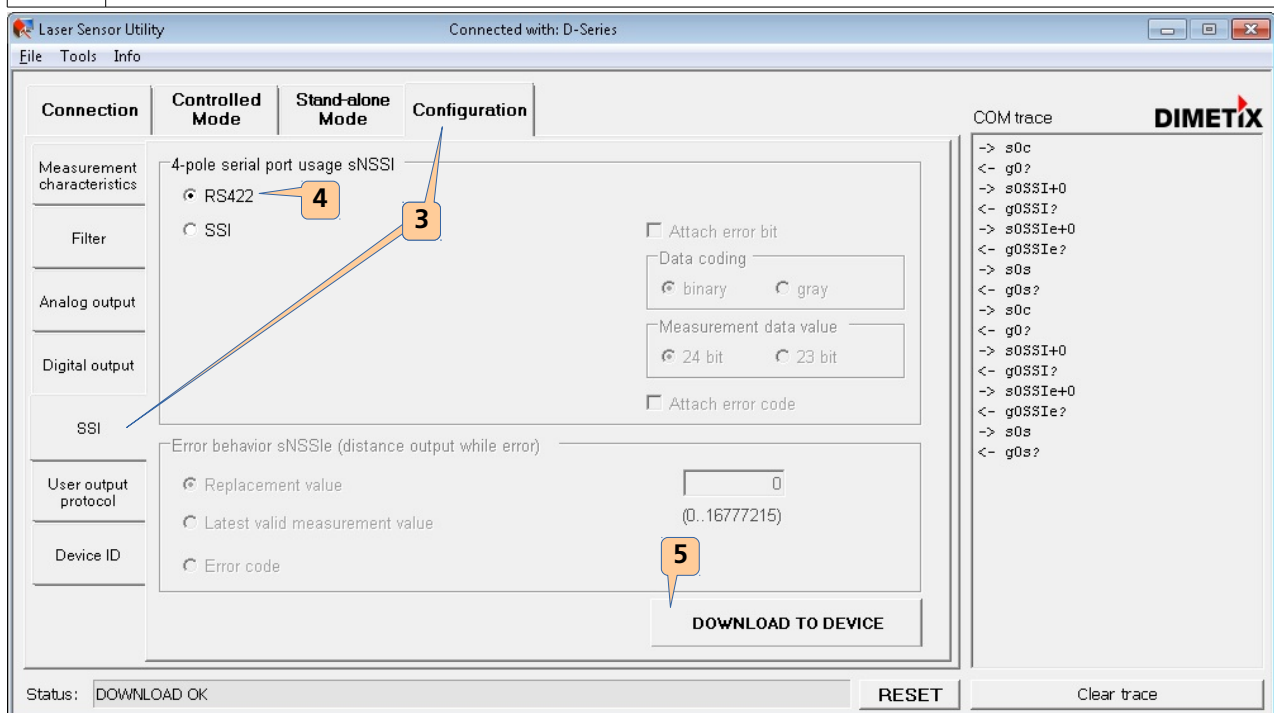 Laser Sensor Utility
Connected with: D-Series
File Tools Info
Connection
Controlled
Mode
Stand-alone
Mode
Configuration
Measurement
characteristics
Filter
Analog output
Digital output
SSI
User output
protocol
Device ID
4-pole serial port usage sNSSI
RS422
4
3
SSI
Attach error bit
Data coding
binary gray
Measurement data value
24 bit 23 bit
Attach error code
Error behavior sNSSIe (distance output while error)
Replacement value
0
(0..16777215)
Latest valid measurement value
Error code
5
DOWNLOAD TO DEVICE
COM trace
DIMETIX
-> s0c
<- g0?
-> s0SSI+0
<- g0SSI?
-> s0SSIe+0
<- g0SSIe?
-> s0s
<- g0s?
-> s0c
<- g0?
-> s0SSI+0
<- g0SSI?
-> s0SSIe+0
<- g0SSIe?
-> s0s
<- g0s?
Status: DOWNLOAD OK
RESET
Clear trace